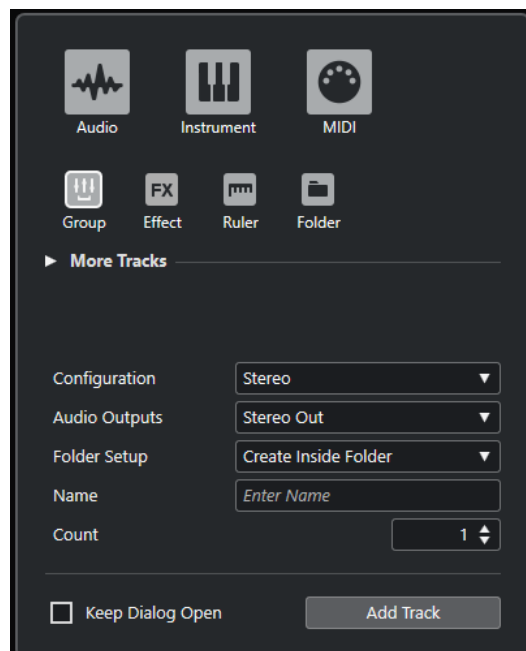 Audio Instrument MIDI
FX
Group Effect Ruler Folder
More Tracks
Configuration Stereo
Audio Outputs Stereo Out
Folder Setup Create Inside Folder
Name Enter Name
Count 1
Keep Dialog Open Add Track